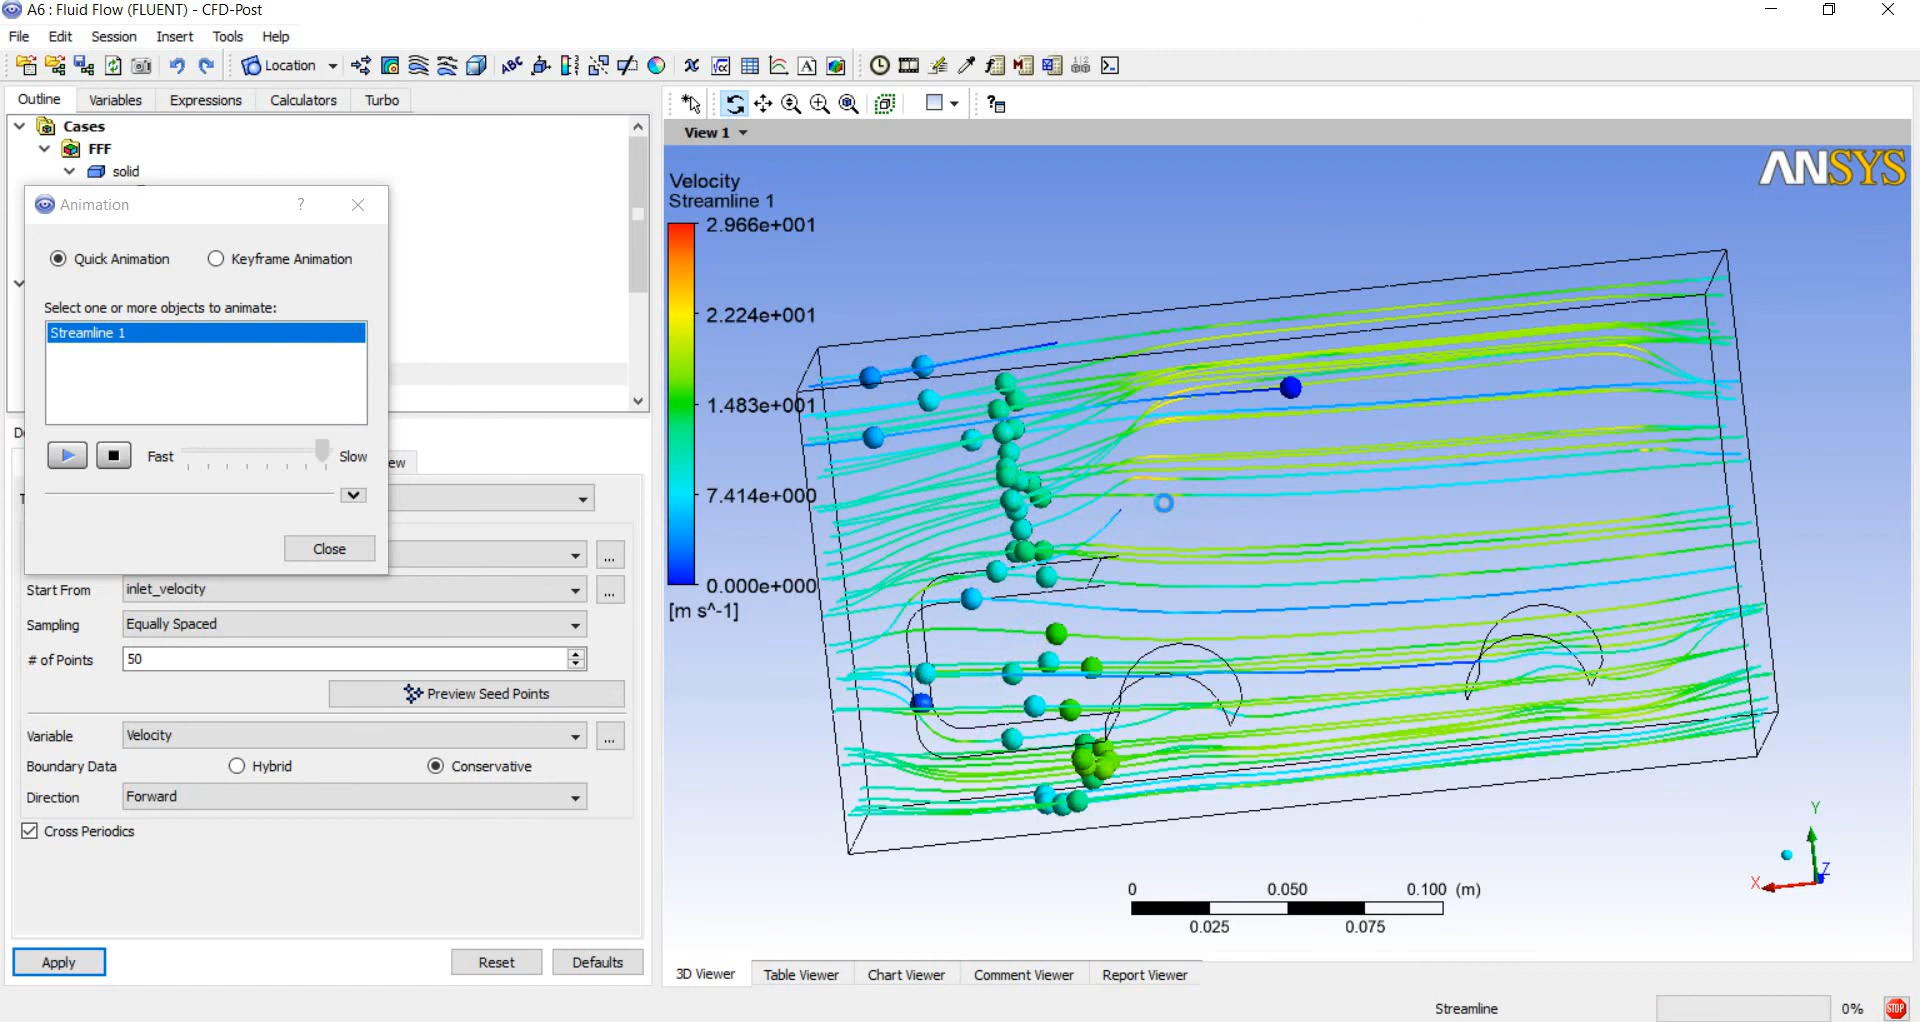 A6 : Fluid Flow (FLUENT) - CFD-Post
File Edit Session Insert Tools Help
Location
Outline Variables Expressions Calculators Turbo
Cases
FFF
solid
Animation
?
Quick Animation Keyframe Animation
Select one or more objects to animate:
Streamline 1
Fast Slow
ew
Close
Start From inlet_velocity ...
Sampling Equally Spaced
# of Points 50
Preview Seed Points
Variable Velocity ...
Boundary Data Hybrid Conservative
Direction Forward
Cross Periodics
Apply Reset Defaults
View 1
ANSYS
Velocity
Streamline 1
2.966e+001
2.224e+001
1.483e+001
7.414e+000
0.000e+000
[m s^-1]
0 0.050 0.100 (m)
0.025 0.075
Y
Z
X
3D Viewer Table Viewer Chart Viewer Comment Viewer Report Viewer
Streamline 0% STOP